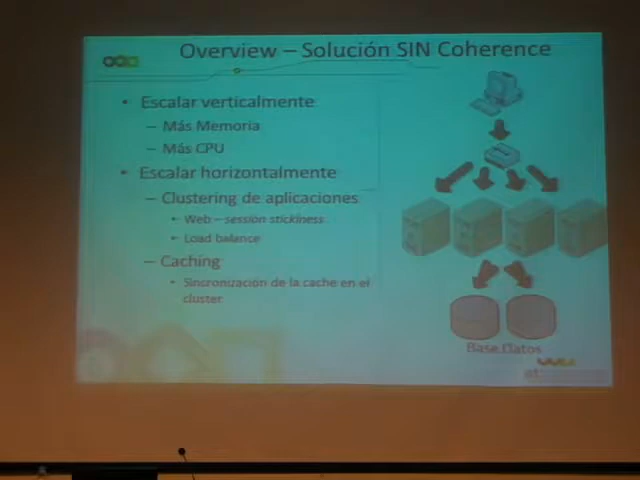 Overview – Solución SIN Coherence
• Escalar verticalmente
– Más Memoria
– Más CPU
• Escalar horizontalmente
– Clustering de aplicaciones
• Web – session stickiness
• Load balance
– Caching
• Sincronización de la cache en el
cluster
Base Datos